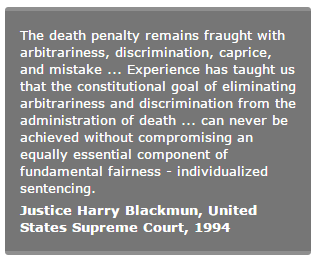 The death penalty remains fraught with
arbitrariness, discrimination, caprice,
and mistake ... Experience has taught us
that the constitutional goal of eliminating
arbitrariness and discrimination from the
administration of death ... can never be
achieved without compromising an
equally essential component of
fundamental fairness - individualized
sentencing.
Justice Harry Blackmun, United
States Supreme Court, 1994